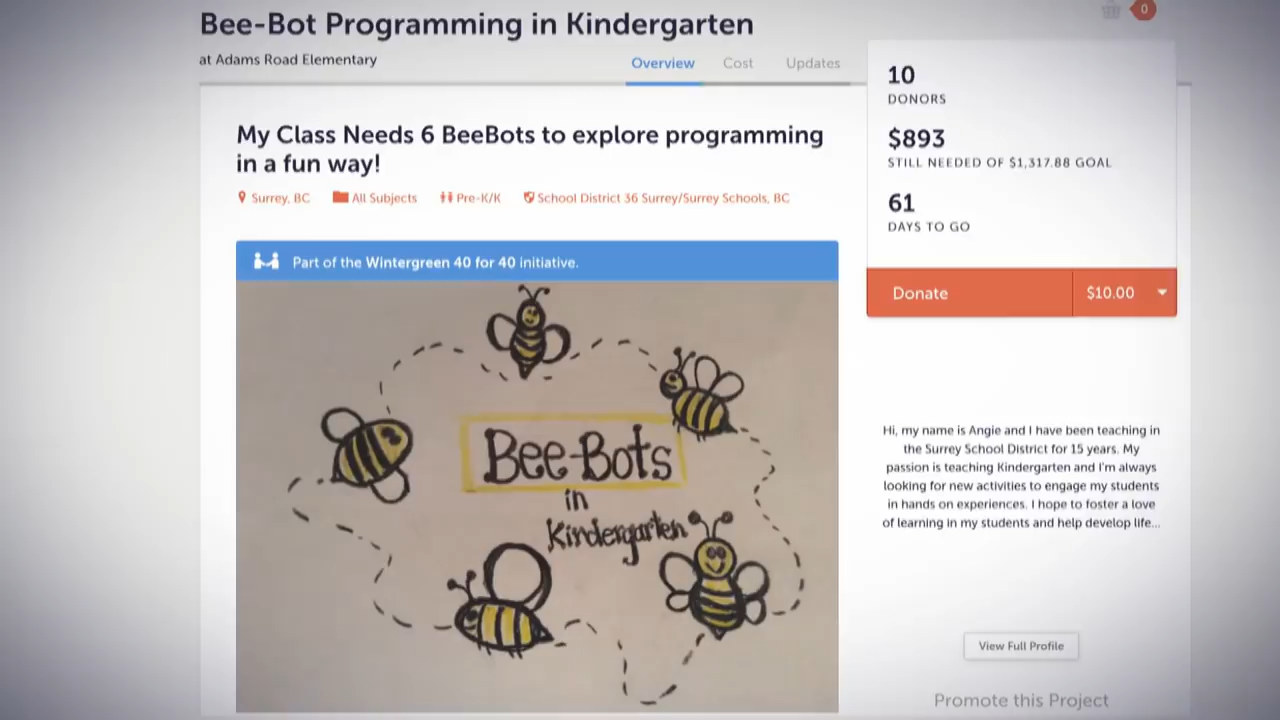 Bee-Bot Programming in Kindergarten
0
at Adams Road Elementary
Overview
Cost
Updates
10
DONORS
$893
STILL NEEDED OF $1,317.88 GOAL
61
DAYS TO GO
Donate
$10.00
My Class Needs 6 BeeBots to explore programming
in a fun way!
Surrey, BC
All Subjects
Pre-K/K
School District 36 Surrey/Surrey Schools, BC
Part of the Wintergreen 40 for 40 initiative.
Bee-Bots
in
Kindergarten
Hi, my name is Angie and I have been teaching in
the Surrey School District for 15 years. My
passion is teaching Kindergarten and I'm always
looking for new activities to engage my students
in hands on experiences. I hope to foster a love
of learning in my students and help develop life...
View Full Profile
Promote this Project